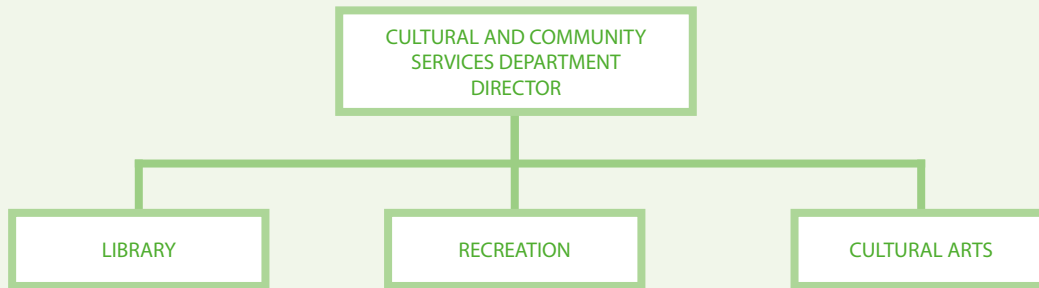 CULTURAL AND COMMUNITY
SERVICES DEPARTMENT
DIRECTOR
LIBRARY
RECREATION
CULTURAL ARTS